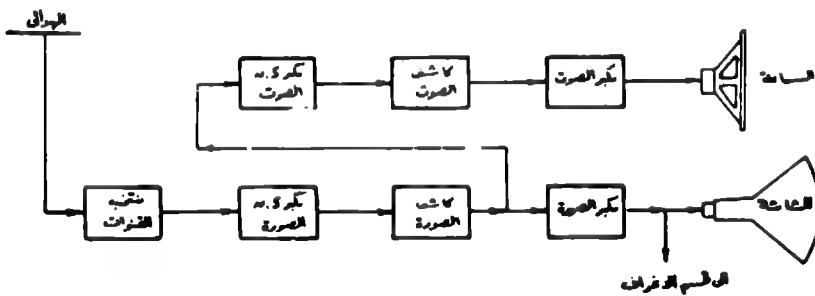 الهوائي
مكبر ت.و
الصوت
كاشف
الصوت
مكبر الصوت
السماعة
منتخب
القنوات
مكبر ت.و
الصورة
كاشف
الصورة
مكبر الصورة
الشاشة
الى قسم الانحراف